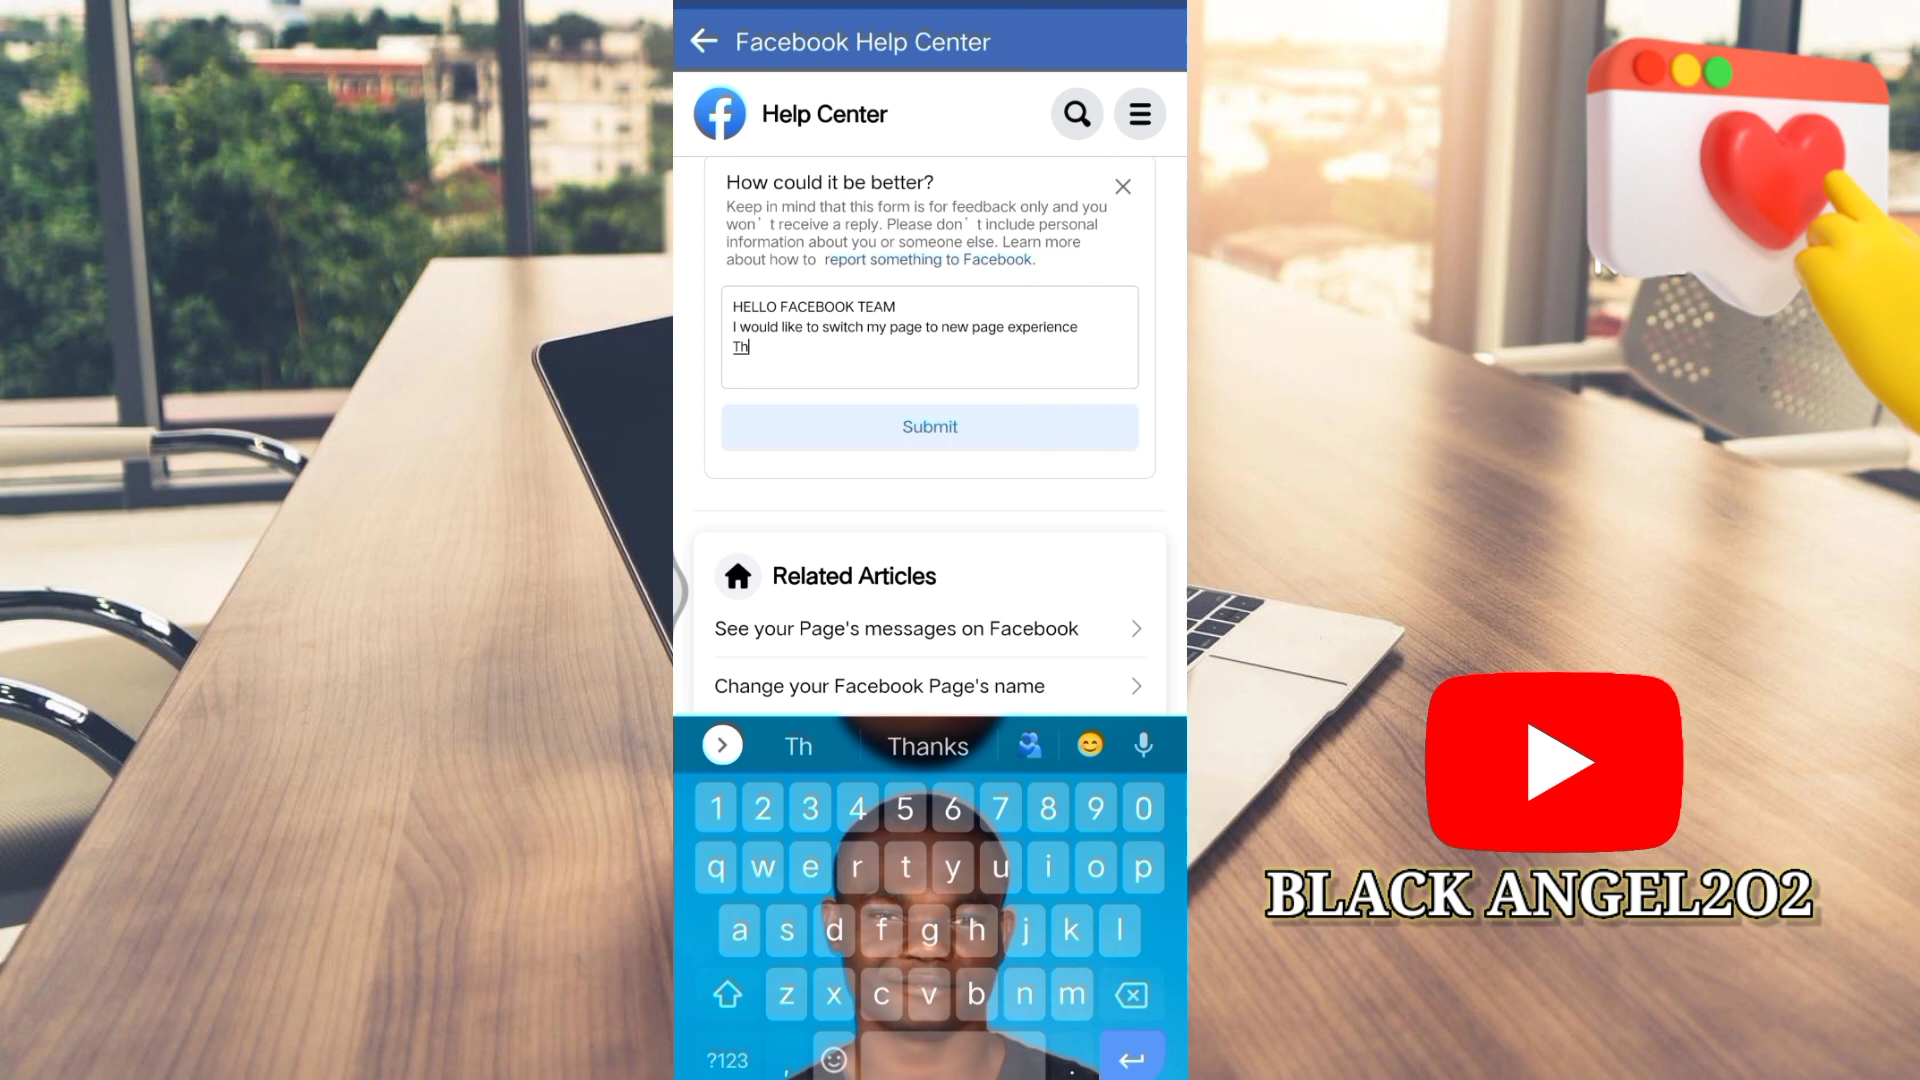 Facebook Help Center
Help Center
How could it be better?
Keep in mind that this form is for feedback only and you
won't receive a reply. Please don't include personal
information about you or someone else. Learn more
about how to report something to Facebook.
HELLO FACEBOOK TEAM
I would like to switch my page to new page experience
Th
Submit
Related Articles
See your Page's messages on Facebook
Change your Facebook Page's name
Th Thanks
1 2 3 4 5 6 7 8 9 0
q w e r t y u i o p
a s d f g h j k l
z x c v b n m
?123 , .
BLACK ANGEL2O2